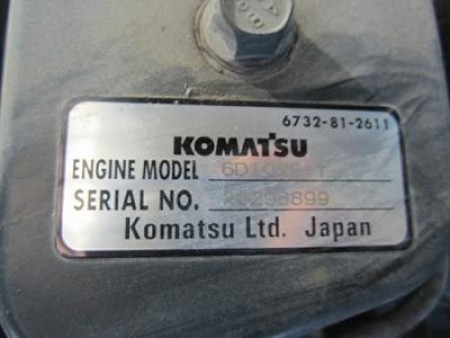 6732-81-2611
KOMATSU
ENGINE MODEL
SERIAL NO.
Komatsu Ltd. Japan